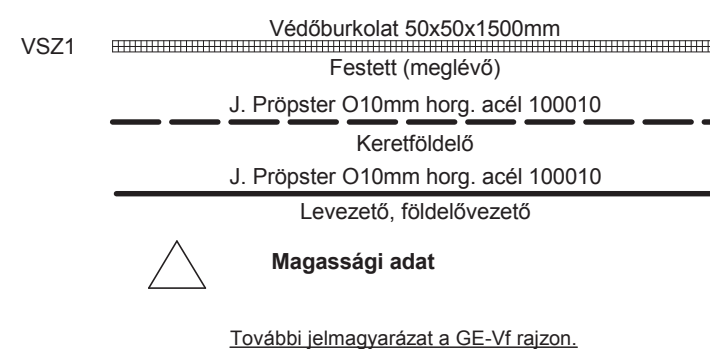 Védőburkolat 50x50x1500mm
VSZ1
Festett (meglévő)
J. Pröpster O10mm horg. acél 100010
Keretföldelő
J. Pröpster O10mm horg. acél 100010
Levezető, földelővezető
Magassági adat
További jelmagyarázat a GE-Vf rajzon.